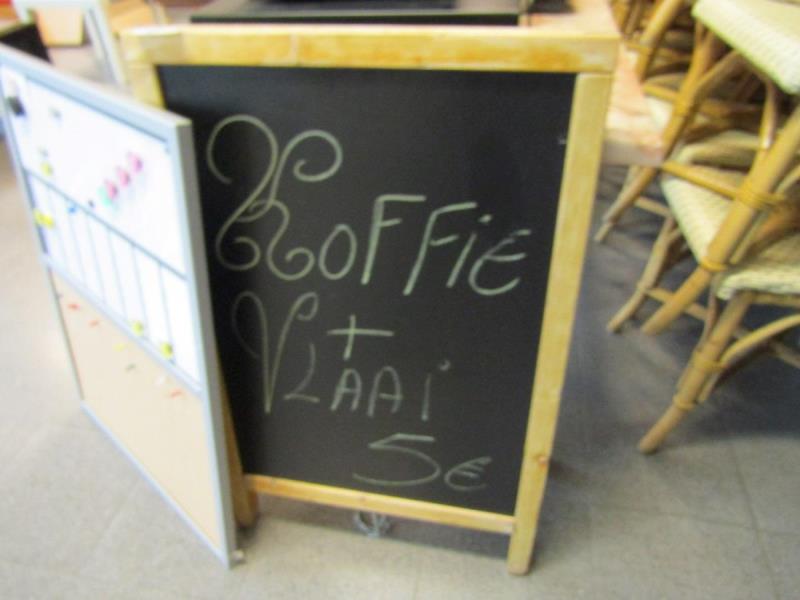 Koffie
+
Vlaai
5€